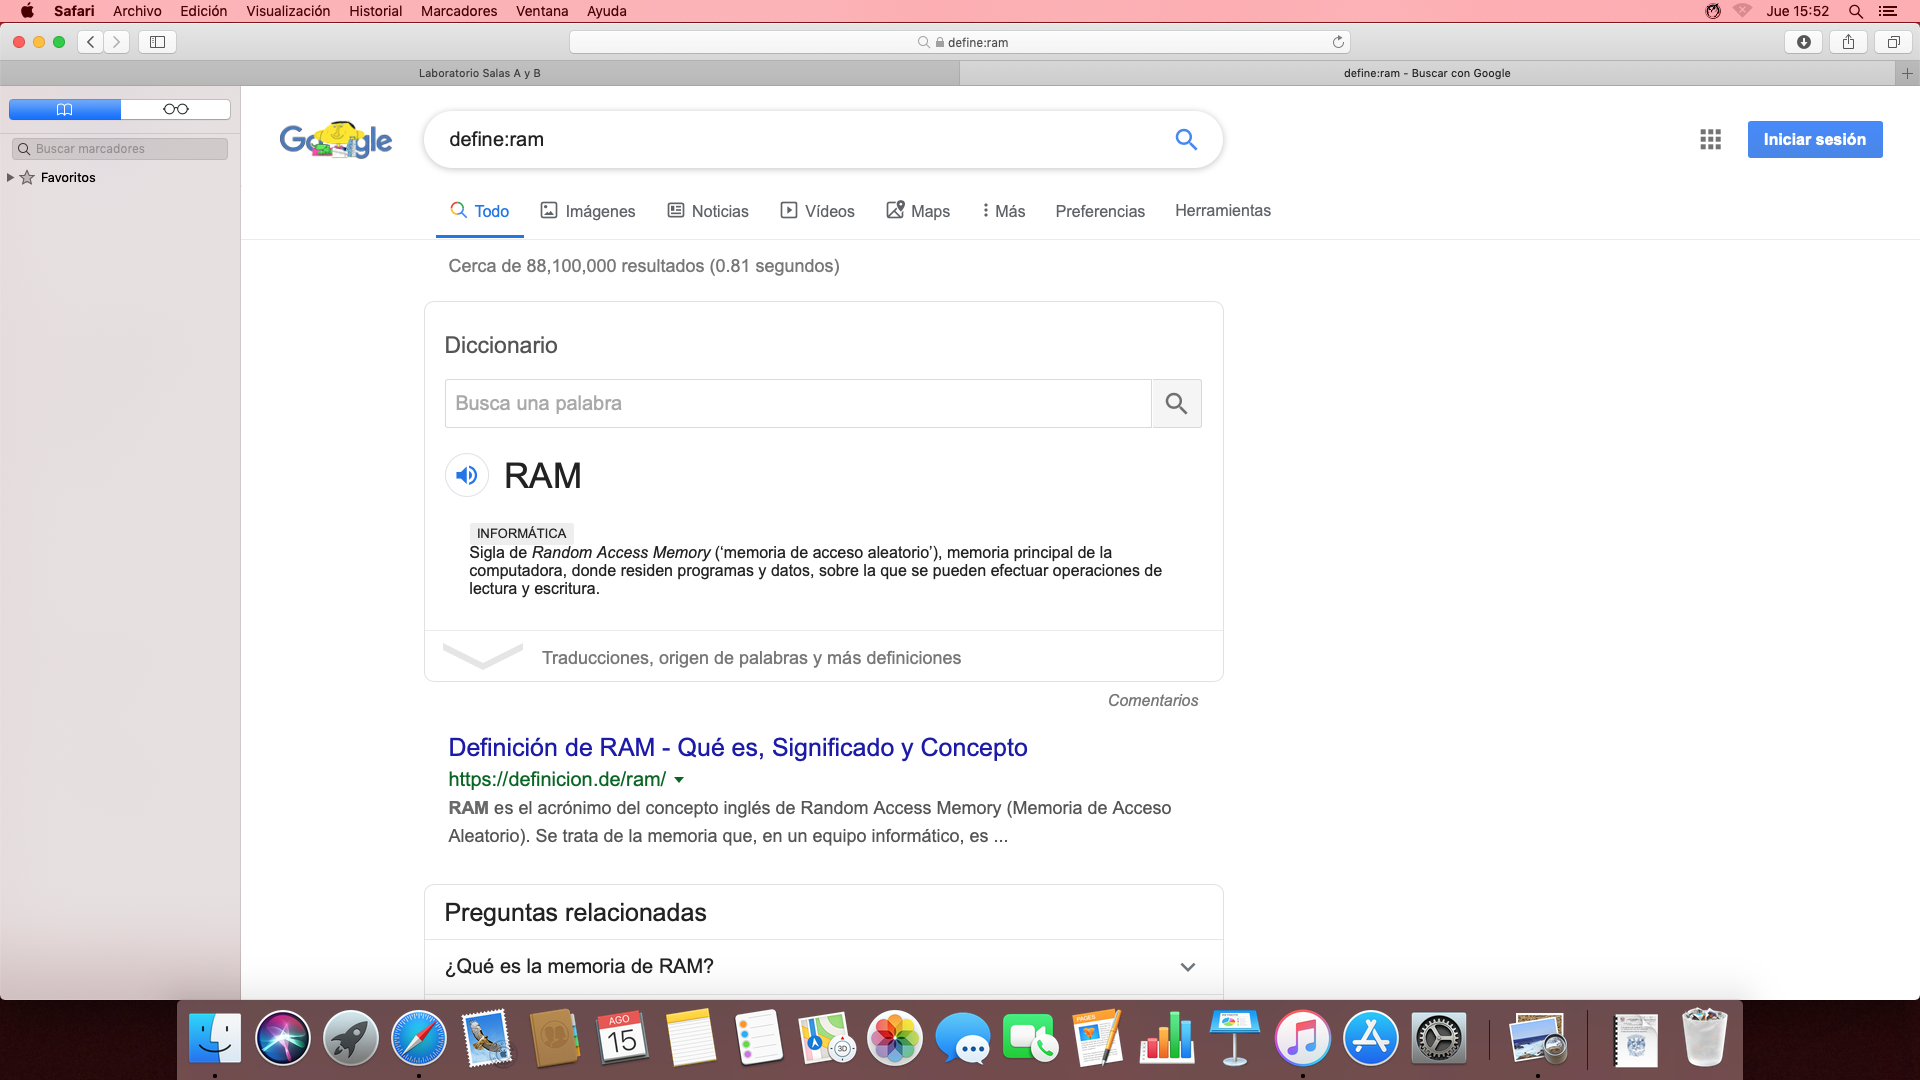 Safari Archivo Edición Visualización Historial Marcadores Ventana Ayuda Jue 15:52
define:ram
Laboratorio Salas A y B
define:ram - Buscar con Google
Buscar marcadores
Favoritos
Google
define:ram
Iniciar sesión
Todo Imágenes Noticias Vídeos Maps Más Preferencias Herramientas
Cerca de 88,100,000 resultados (0.81 segundos)
Diccionario
Busca una palabra
RAM
INFORMÁTICA
Sigla de Random Access Memory (‘memoria de acceso aleatorio’), memoria principal de la
computadora, donde residen programas y datos, sobre la que se pueden efectuar operaciones de
lectura y escritura.
Traducciones, origen de palabras y más definiciones
Comentarios
Definición de RAM - Qué es, Significado y Concepto
https://definicion.de/ram/
RAM es el acrónimo del concepto inglés de Random Access Memory (Memoria de Acceso
Aleatorio). Se trata de la memoria que, en un equipo informático, es ...
Preguntas relacionadas
¿Qué es la memoria de RAM?
AGO
15
3D
PAGES